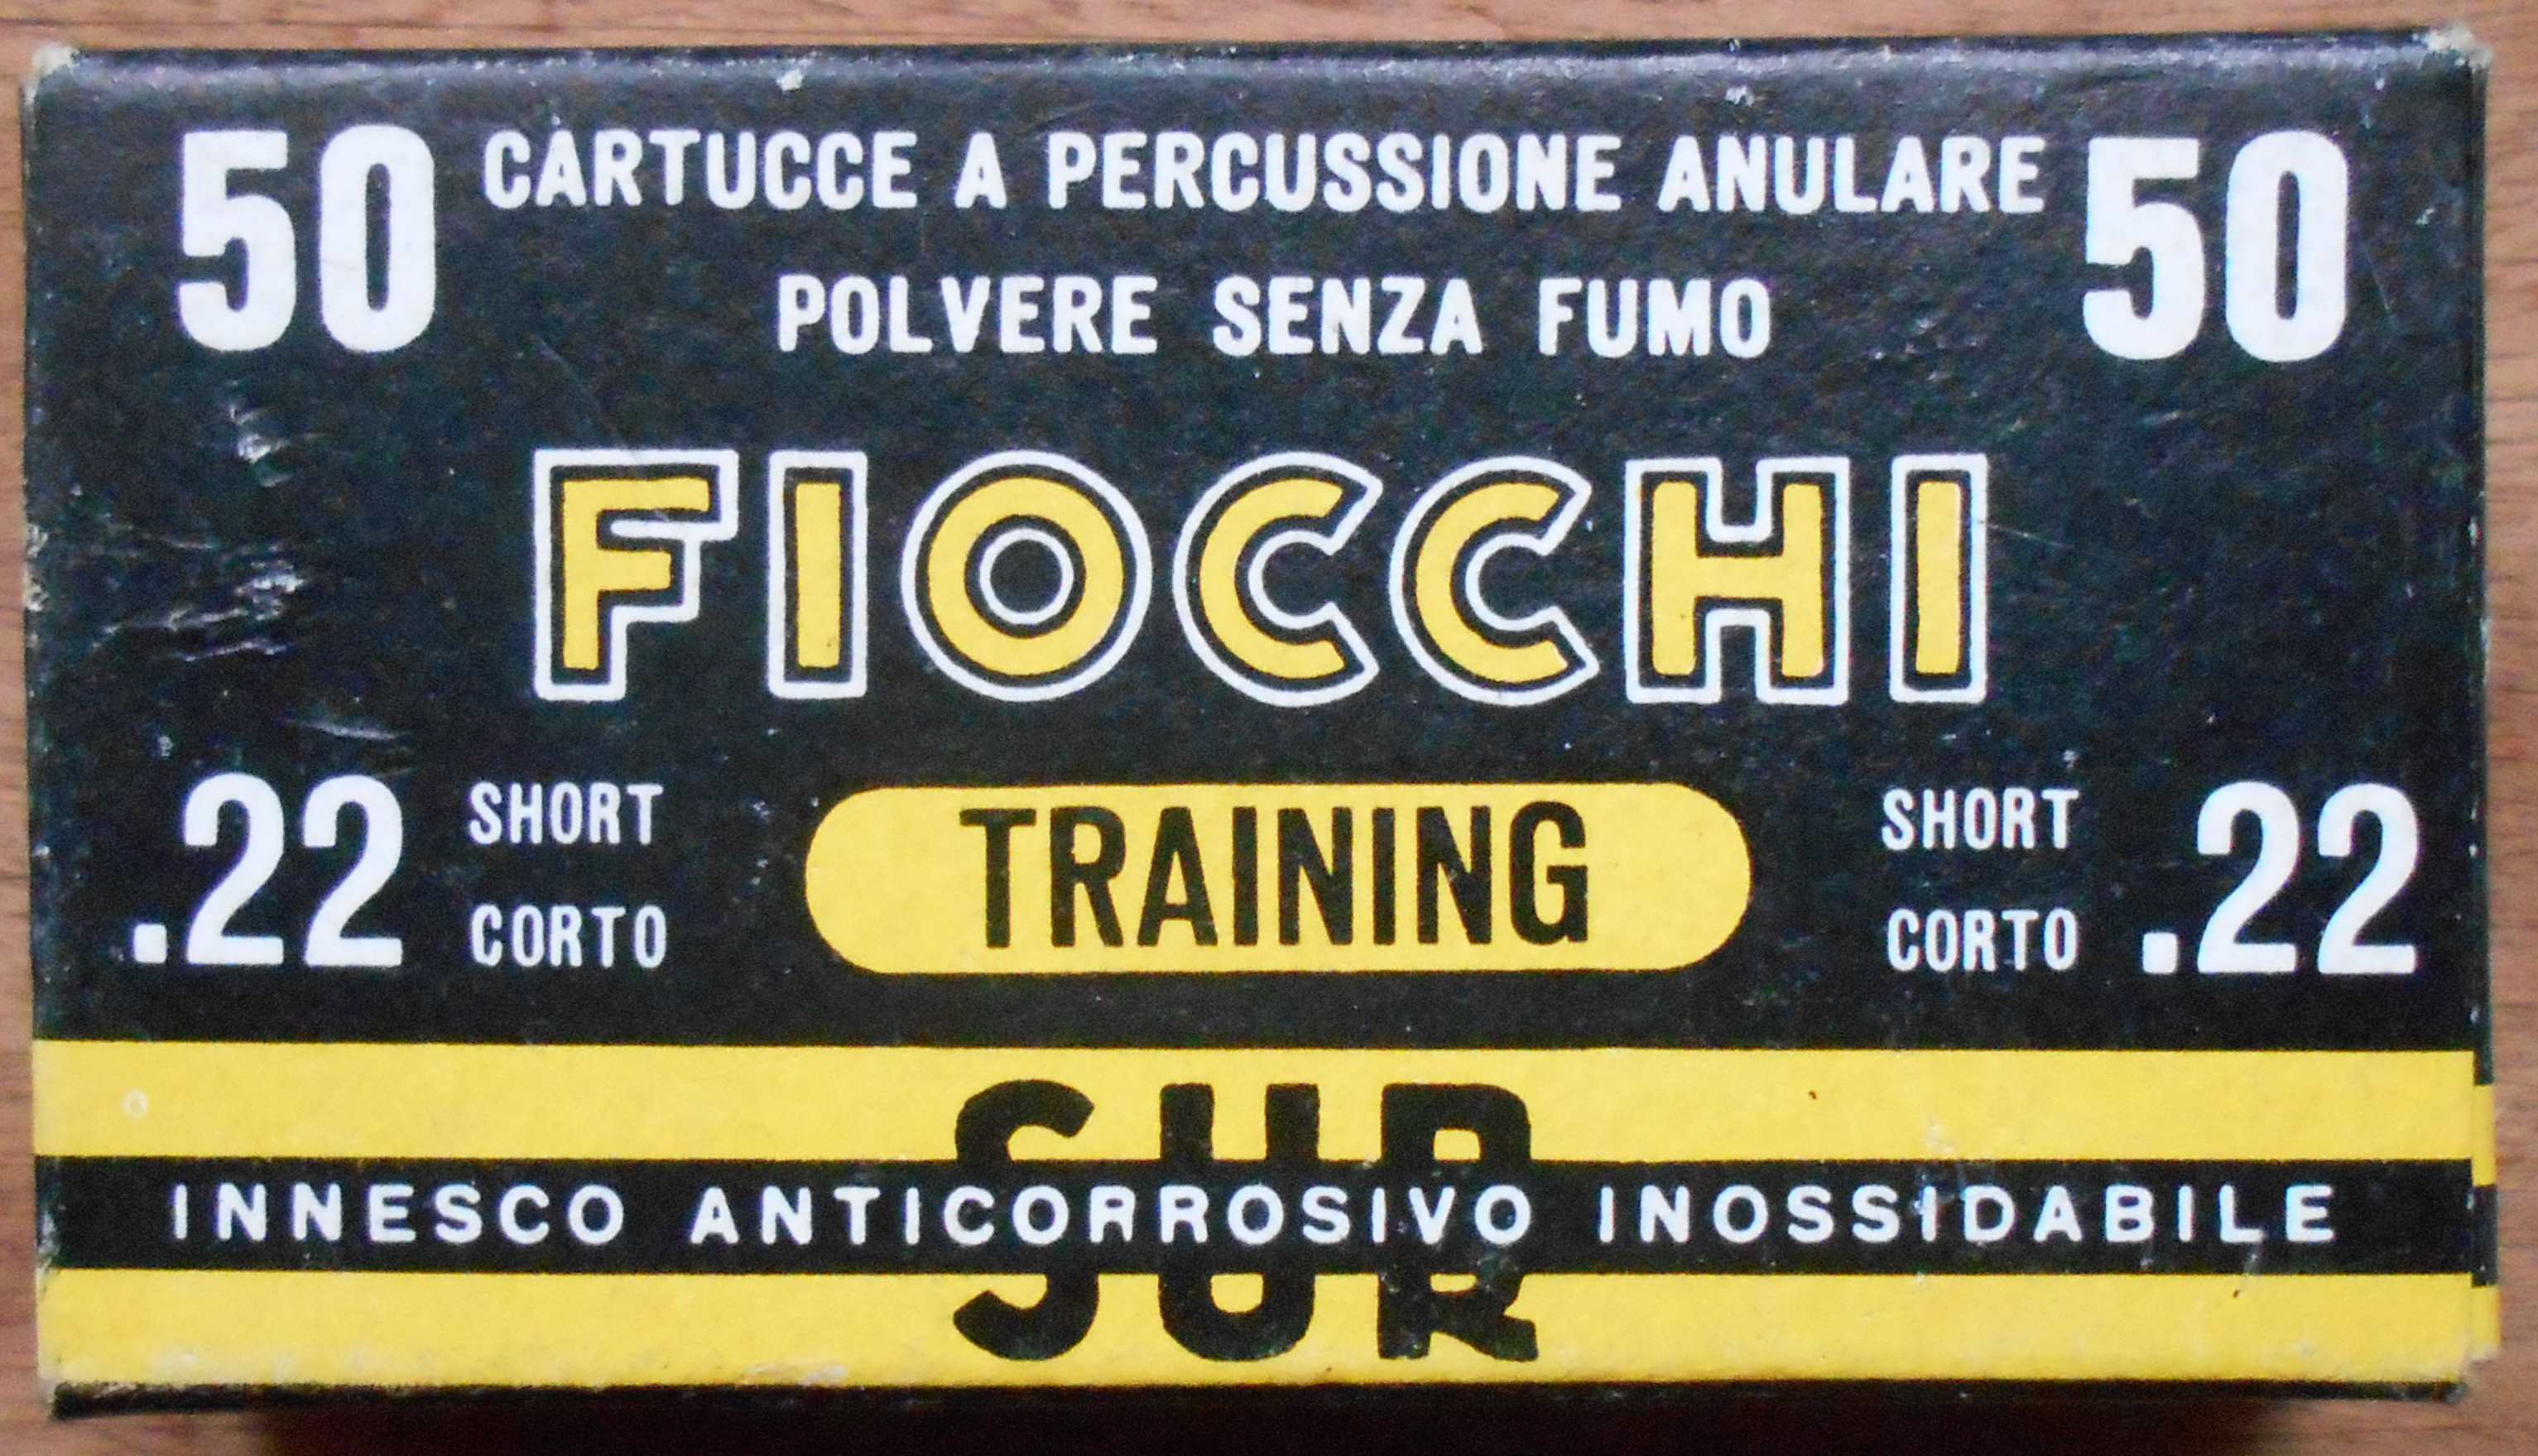 50 CARTUCCE A PERCUSSIONE ANULARE 50
POLVERE SENZA FUMO
FIOCCHI
.22 SHORT CORTO TRAINING SHORT CORTO .22
SUR
INNESCO ANTICORROSIVO INOSSIDABILE